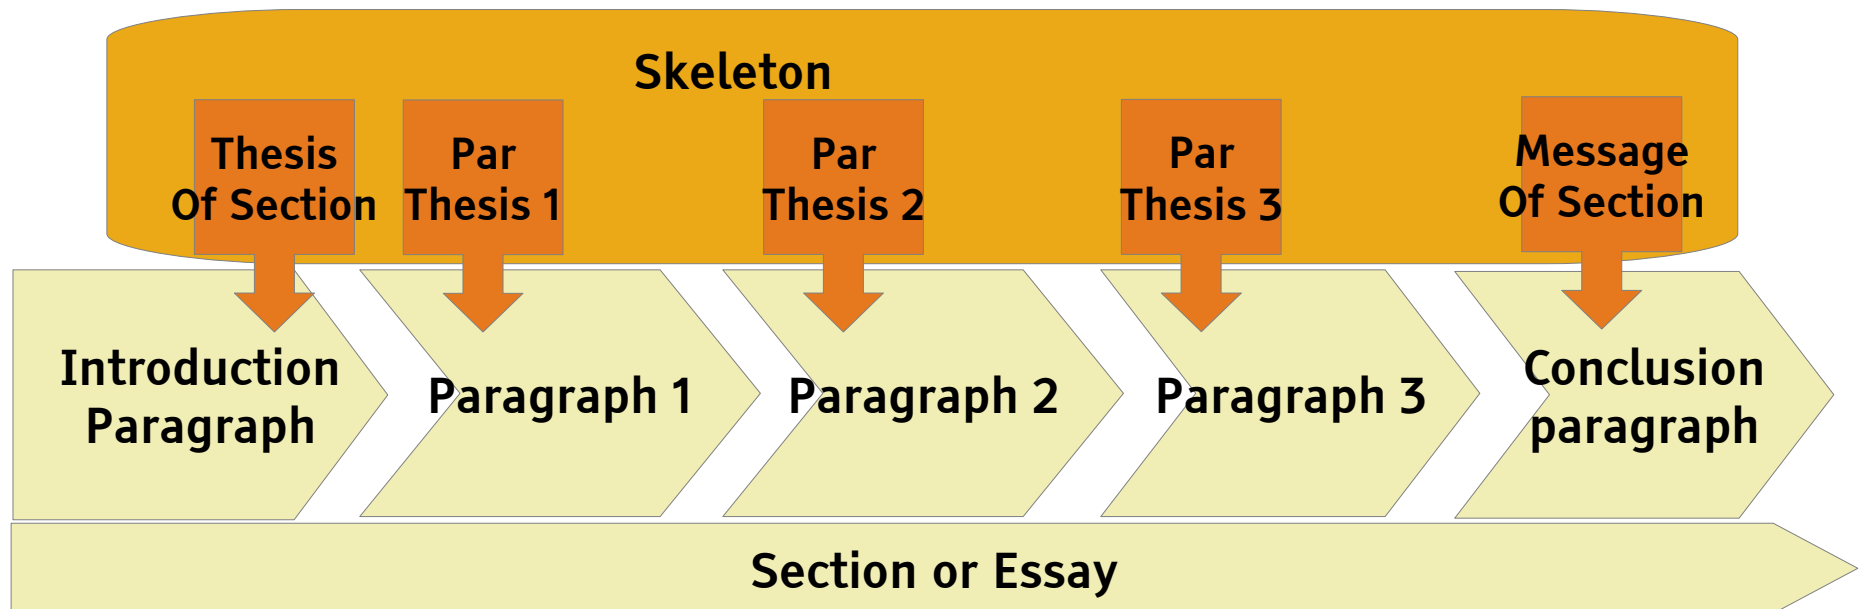 Skeleton
Thesis
Of Section
Par
Thesis 1
Par
Thesis 2
Par
Thesis 3
Message
Of Section
Introduction
Paragraph
Paragraph 1
Paragraph 2
Paragraph 3
Conclusion
paragraph
Section or Essay